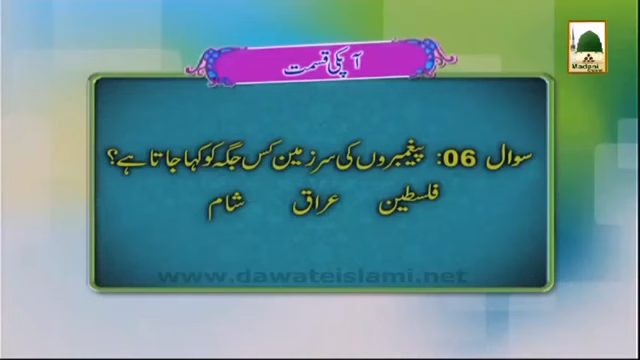 Madani
آپکی قسمت
سوال 06: پیغمبروں کی سرزمین کس جگہ کو کہا جاتا ہے؟
فلسطین عراق شام
www.dawateislami.net